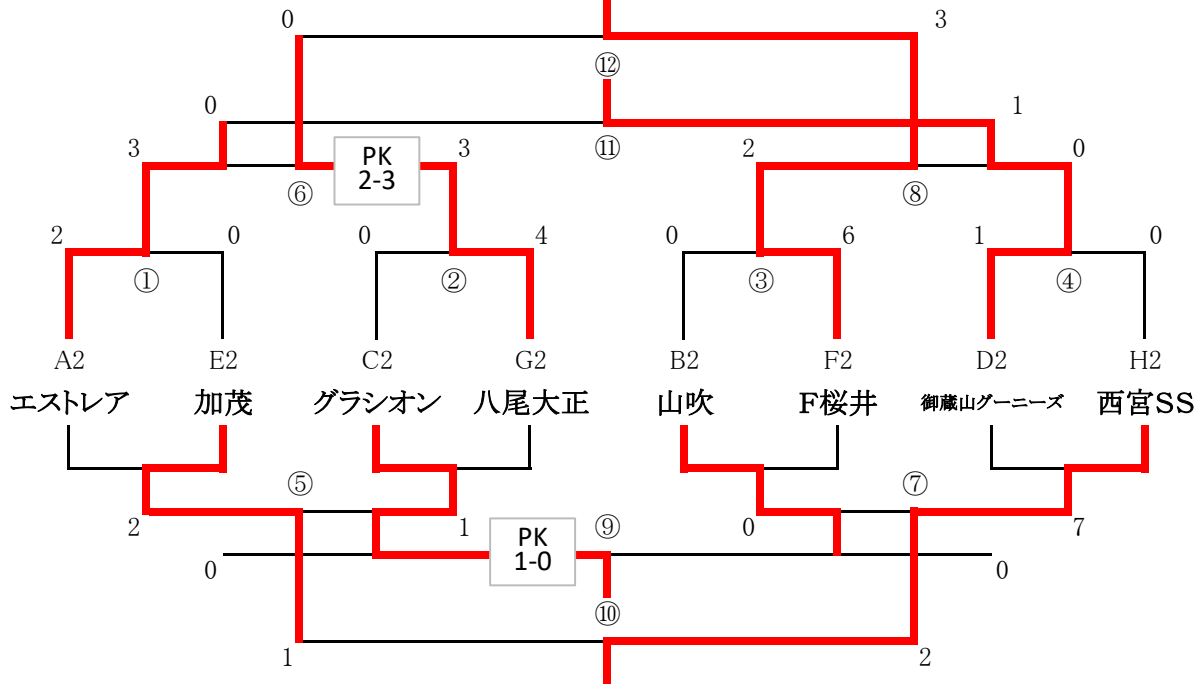 0 3
⑫
0 1
3 PK 3 ⑪ 2 0
2-3
⑥ ⑧
2 0 0 4 0 6 1 0
① ② ③ ④
A2 E2 C2 G2 B2 F2 D2 H2
エストレア 加茂 グラシオン 八尾大正 山吹 F桜井 御蔵山グーニーズ 西宮SS
⑤ ⑦
2 1 PK ⑨ 0 7
0 1-0 0
⑩
1 2